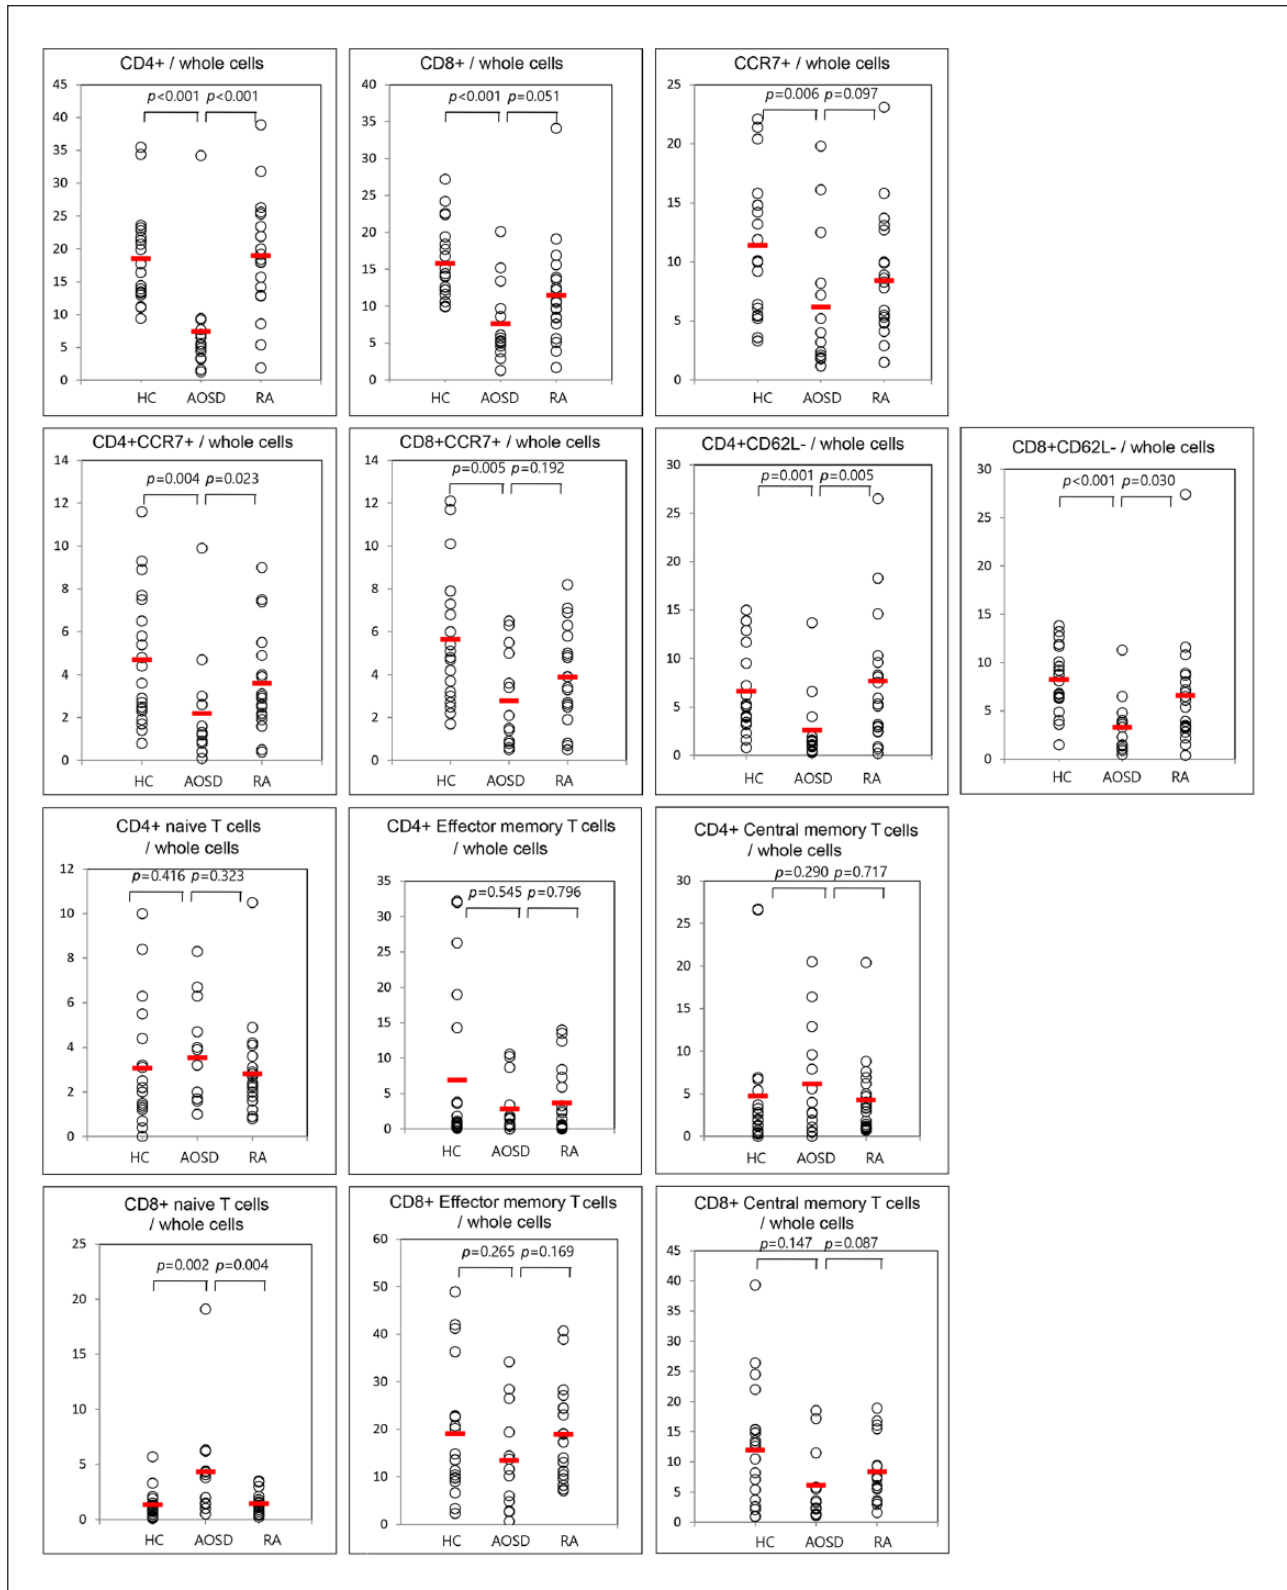 CD4+ / whole cells
45
40
35
30
25
20
15
10
5
0
p<0.001 p<0.001
HC AOSD RA
CD8+ / whole cells
40
35
30
25
20
15
10
5
0
p<0.001 p=0.051
HC AOSD RA
CCR7+ / whole cells
25
20
15
10
5
0
p=0.006 p=0.097
HC AOSD RA
CD4+CCR7+ / whole cells
14
12
10
8
6
4
2
0
p=0.004 p=0.023
HC AOSD RA
CD8+CCR7+ / whole cells
14
12
10
8
6
4
2
0
p=0.005 p=0.192
HC AOSD RA
CD4+CD62L- / whole cells
30
25
20
15
10
5
0
p=0.001 p=0.005
HC AOSD RA
CD8+CD62L- / whole cells
30
25
20
15
10
5
0
p<0.001 p=0.030
HC AOSD RA
CD4+ naive T cells
/ whole cells
12
10
8
6
4
2
0
p=0.416 p=0.323
HC AOSD RA
CD4+ Effector memory T cells
/ whole cells
35
30
25
20
15
10
5
0
p=0.545 p=0.796
HC AOSD RA
CD4+ Central memory T cells
/ whole cells
30
25
20
15
10
5
0
p=0.290 p=0.717
HC AOSD RA
CD8+ naive T cells
/ whole cells
25
20
15
10
5
0
p=0.002 p=0.004
HC AOSD RA
CD8+ Effector memory T cells
/ whole cells
60
50
40
30
20
10
0
p=0.265 p=0.169
HC AOSD RA
CD8+ Central memory T cells
/ whole cells
45
40
35
30
25
20
15
10
5
0
p=0.147 p=0.087
HC AOSD RA